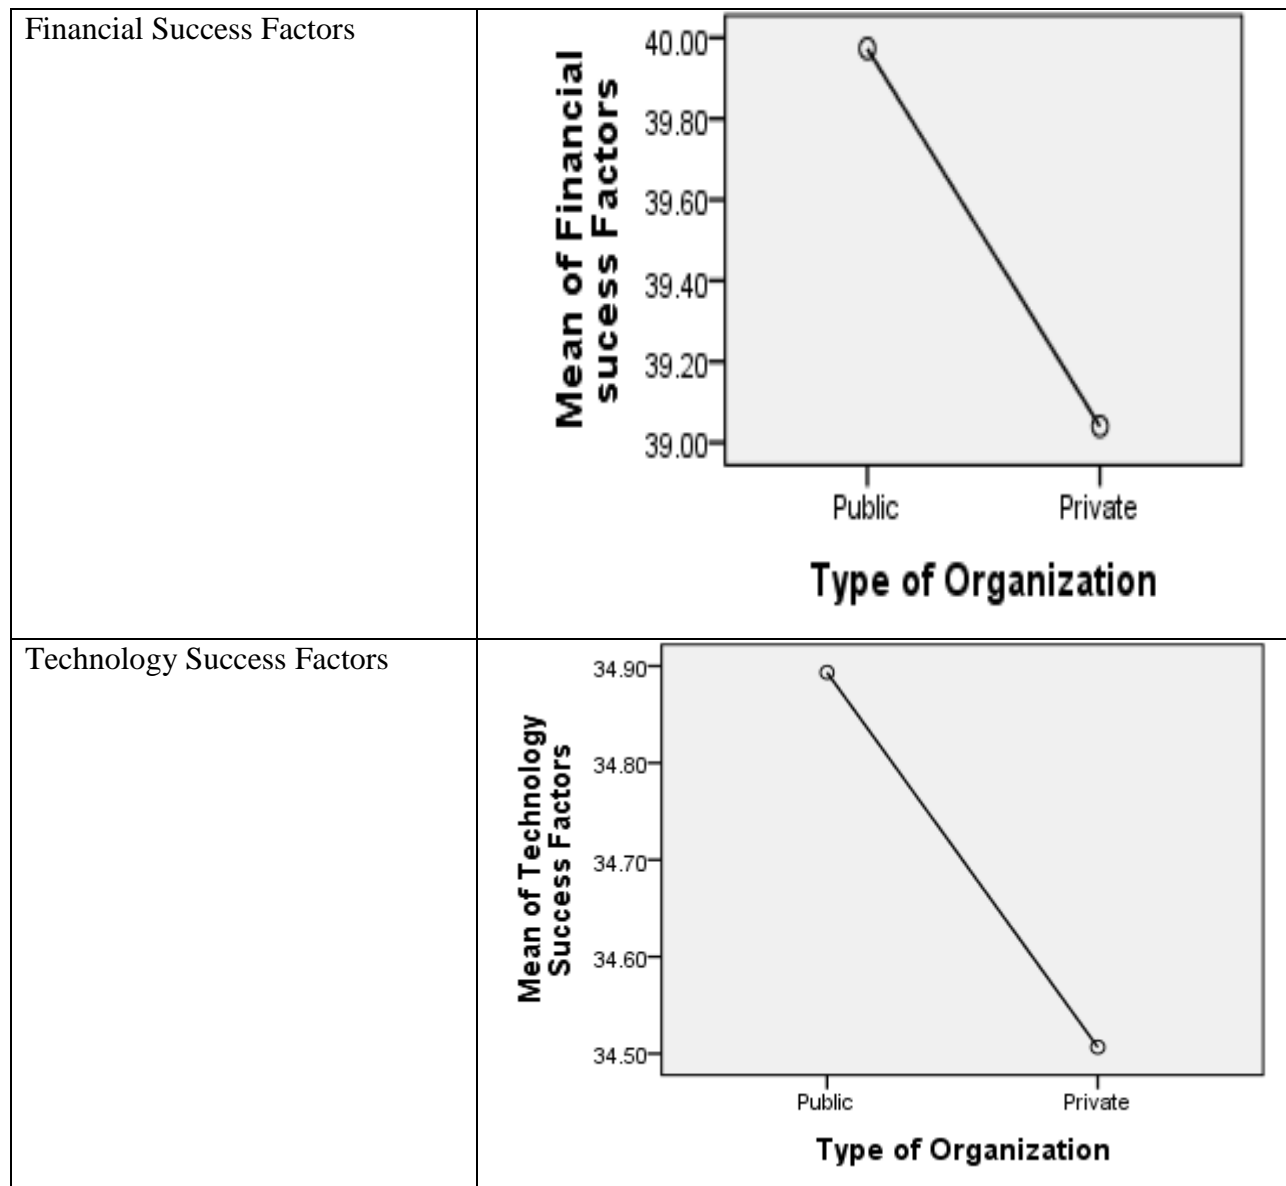 Financial Success Factors
Mean of Financial
sucess Factors
40.00
39.80
39.60
39.40
39.20
39.00
Public Private
Type of Organization
Technology Success Factors
Mean of Technology
Success Factors
34.90
34.80
34.70
34.60
34.50
Public Private
Type of Organization